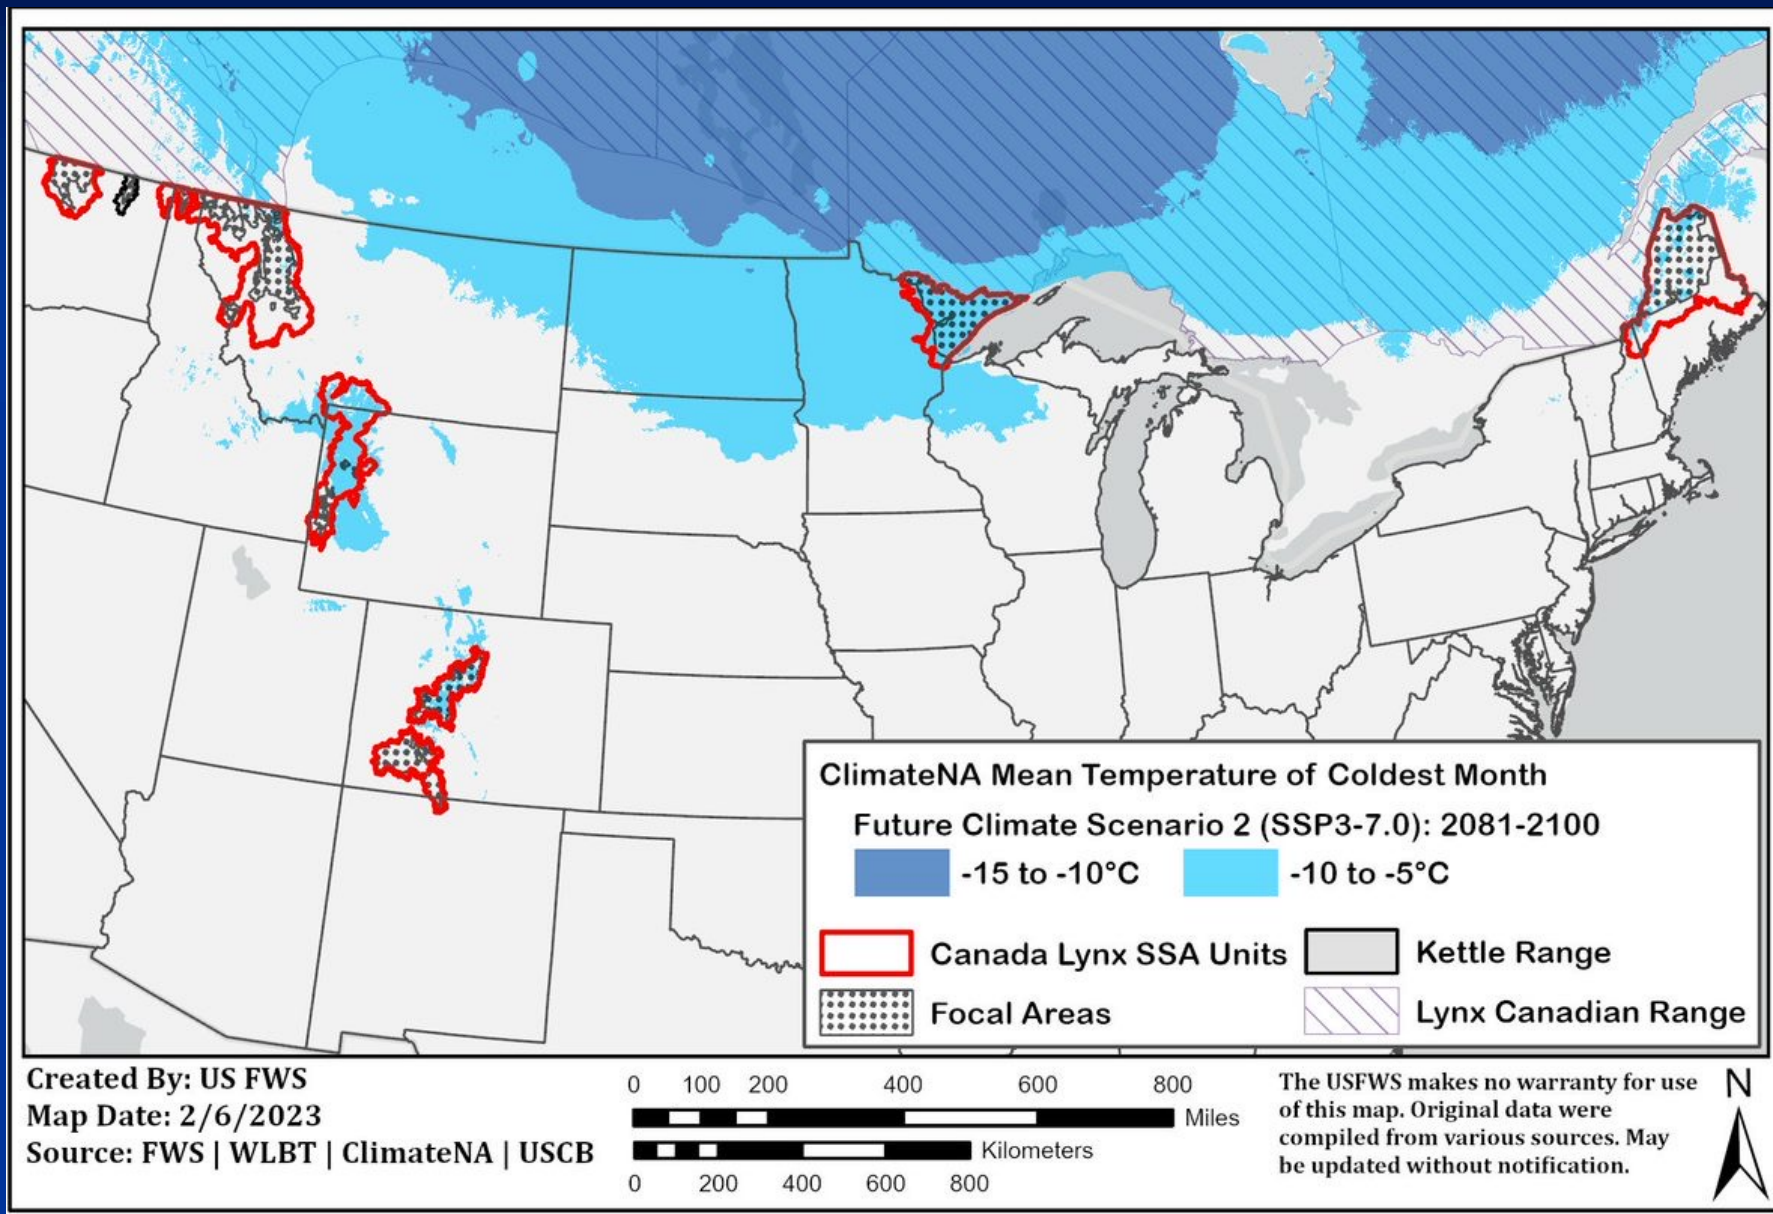 ClimateNA Mean Temperature of Coldest Month
Future Climate Scenario 2 (SSP3-7.0): 2081-2100
-15 to -10°C
-10 to -5°C
Canada Lynx SSA Units
Kettle Range
Focal Areas
Lynx Canadian Range
Created By: US FWS
Map Date: 2/6/2023
Source: FWS | WLBT | ClimateNA | USCB
0 100 200 400 600 800
Miles
Kilometers
0 200 400 600 800
The USFWS makes no warranty for use
of this map. Original data were
compiled from various sources. May
be updated without notification.
N